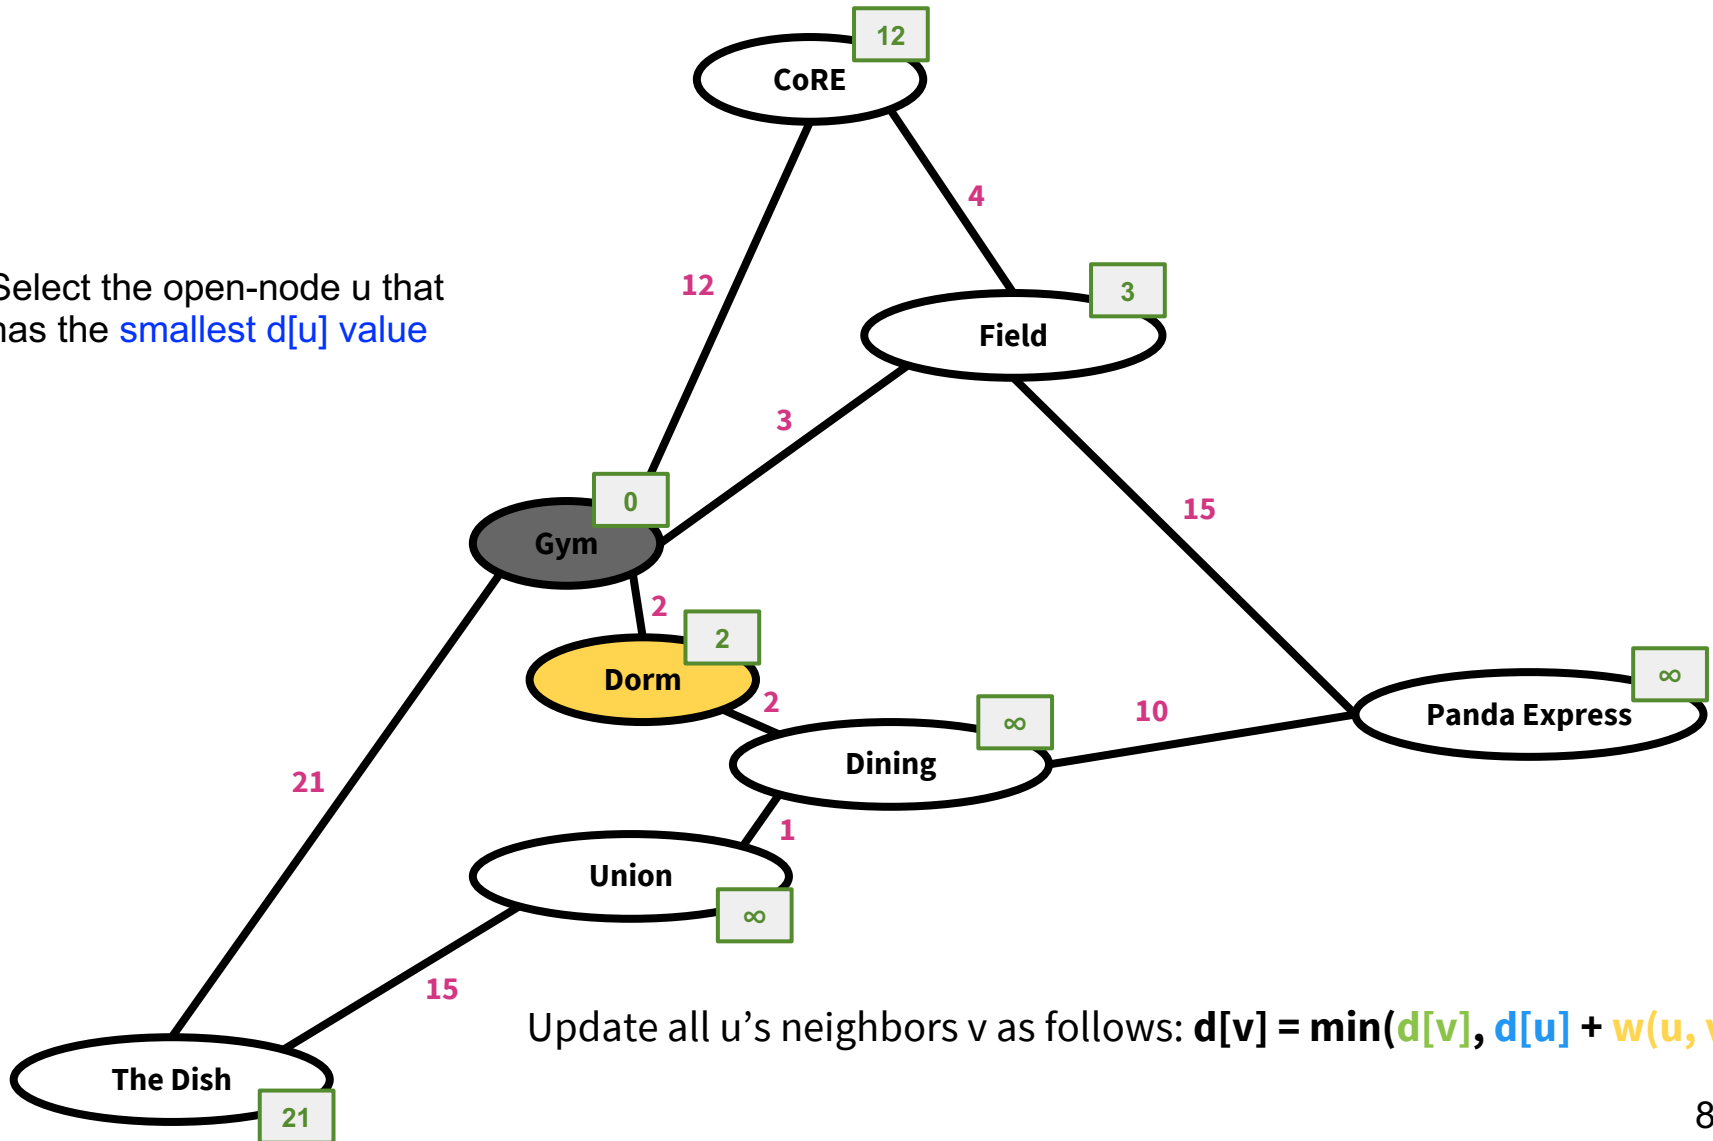 12
CoRE
4
Select the open-node u that
has the smallest d[u] value
12
3
Field
3
0
15
Gym
2
2
∞
Dorm
2
∞
10
Panda Express
Dining
21
1
Union
∞
15
Update all u’s neighbors v as follows: d[v] = min(d[v], d[u] + w(u, v
The Dish
21
8